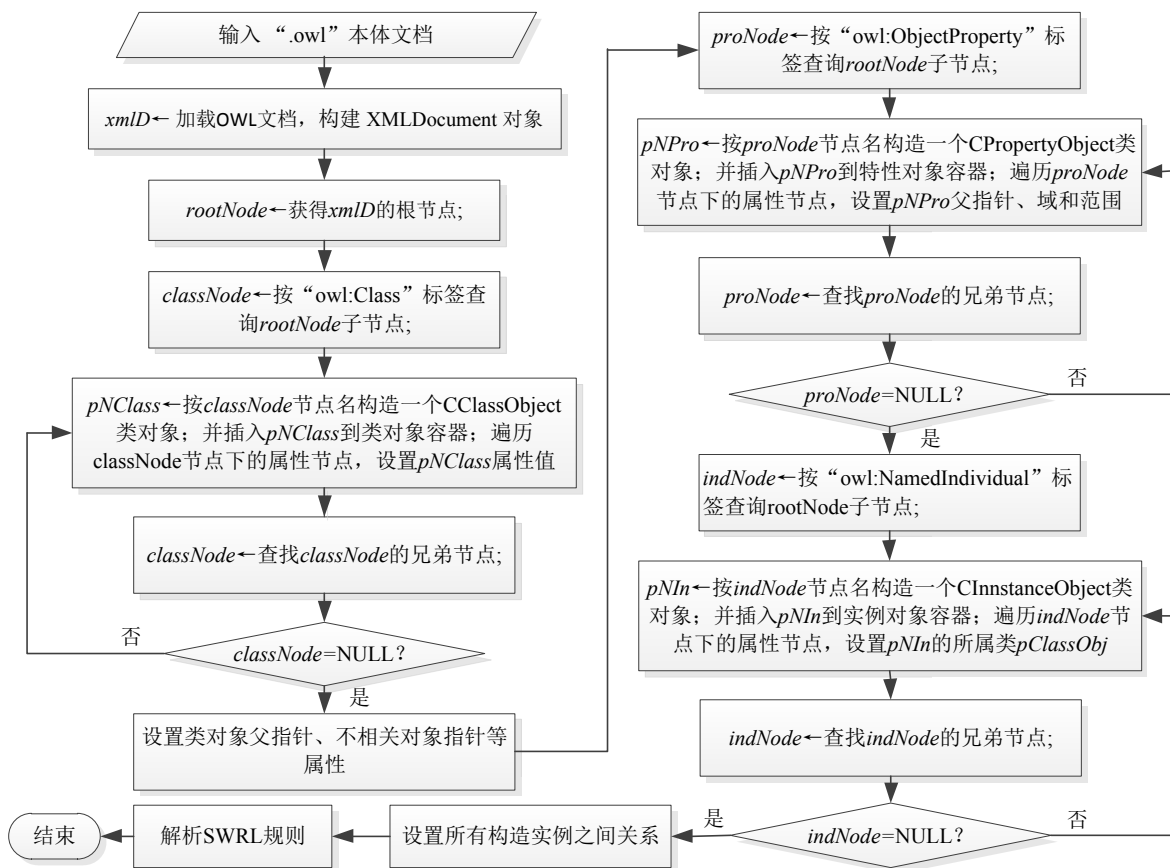 输入 “.owl”本体文档
xmlD←加载OWL文档，构建 XMLDocument 对象
rootNode←获得xmlD的根节点;
classNode←按“owl:Class”标签查
询rootNode子节点;
pNClass←按classNode节点名构造一个CClassObject
类对象；并插入pNClass到类对象容器；遍历
classNode节点下的属性节点，设置pNClass属性值
classNode←查找classNode的兄弟节点;
否
classNode=NULL？
是
设置类对象父指针、不相关对象指针等
属性
proNode←按“owl:ObjectProperty”标
签查询rootNode子节点;
pNPro←按proNode节点名构造一个CPropertyObject类
对象；并插入pNPro到特性对象容器；遍历proNode
节点下的属性节点，设置pNPro父指针、域和范围
proNode←查找proNode的兄弟节点;
proNode=NULL？
否
是
indNode←按“owl:NamedIndividual”标
签查询rootNode子节点;
pNIn←按indNode节点名构造一个CInnstanceObject类
对象；并插入pNIn到实例对象容器；遍历indNode节
点下的属性节点，设置pNIn的所属类pClassObj
indNode←查找indNode的兄弟节点;
indNode=NULL？
否
是
设置所有构造实例之间关系
解析SWRL规则
结束